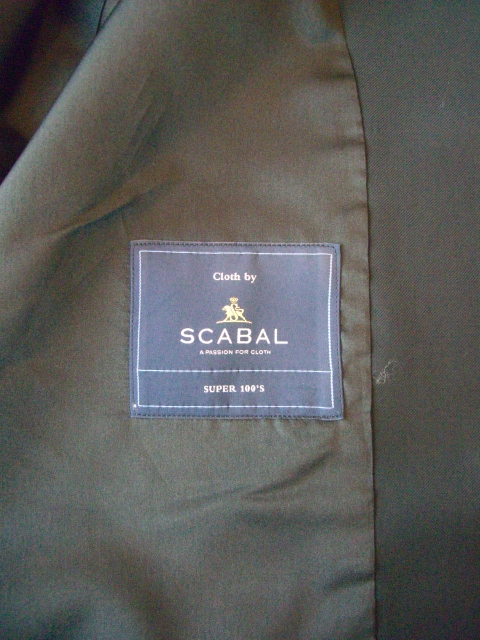 Cloth by
SCABAL
A PASSION FOR CLOTH
SUPER 100'S